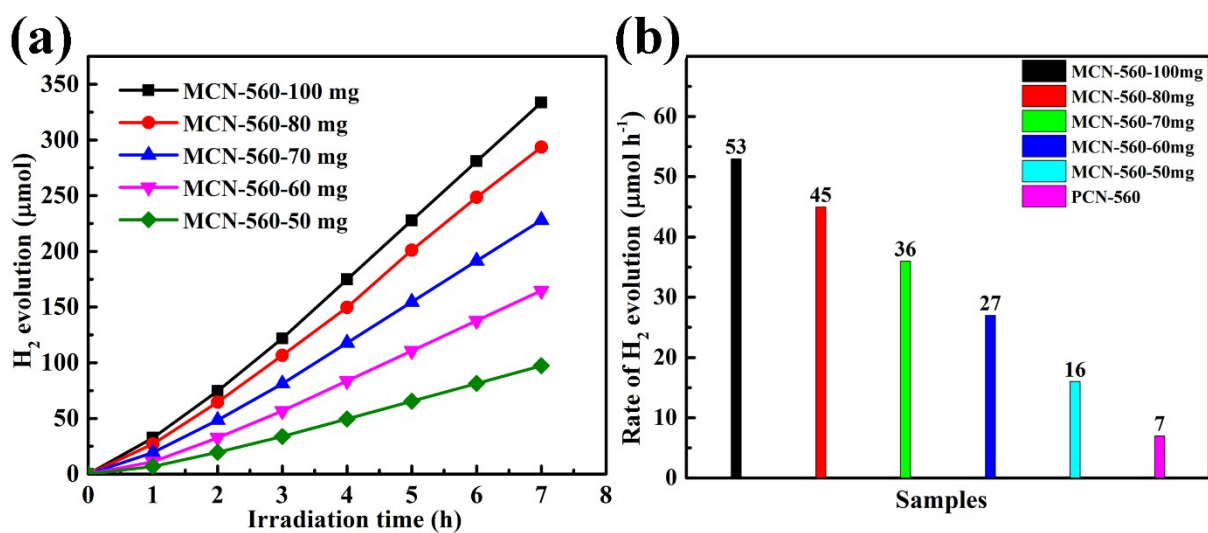 (a)
H₂ evolution (μmol)
350
300
250
200
150
100
50
0
MCN-560-100 mg
MCN-560-80 mg
MCN-560-70 mg
MCN-560-60 mg
MCN-560-50 mg
0 1 2 3 4 5 6 7 8
Irradiation time (h)
(b)
Rate of H₂ evolution (μmol h⁻¹)
60
50
40
30
20
10
0
MCN-560-100mg
MCN-560-80mg
MCN-560-70mg
MCN-560-60mg
MCN-560-50mg
PCN-560
53
45
36
27
16
7
Samples